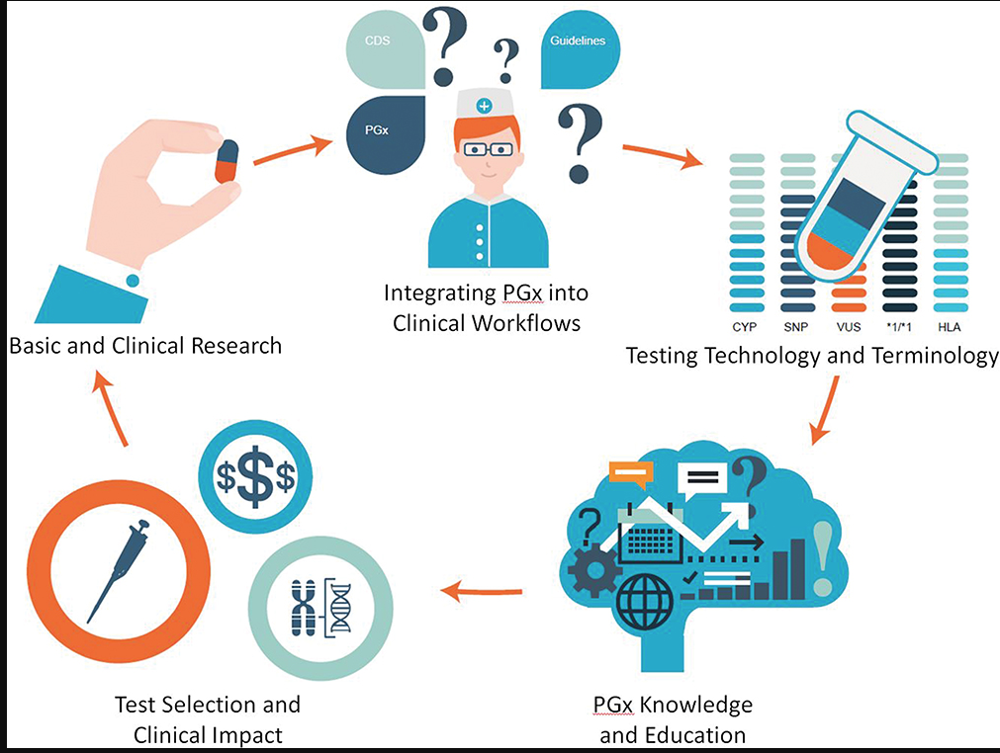 CDS
Guidelines
PGx
Integrating PGx into
Clinical Workflows
Basic and Clinical Research
CYP SNP VUS *1/*1 HLA
Testing Technology and Terminology
$ $ $
Test Selection and
Clinical Impact
PGx Knowledge
and Education